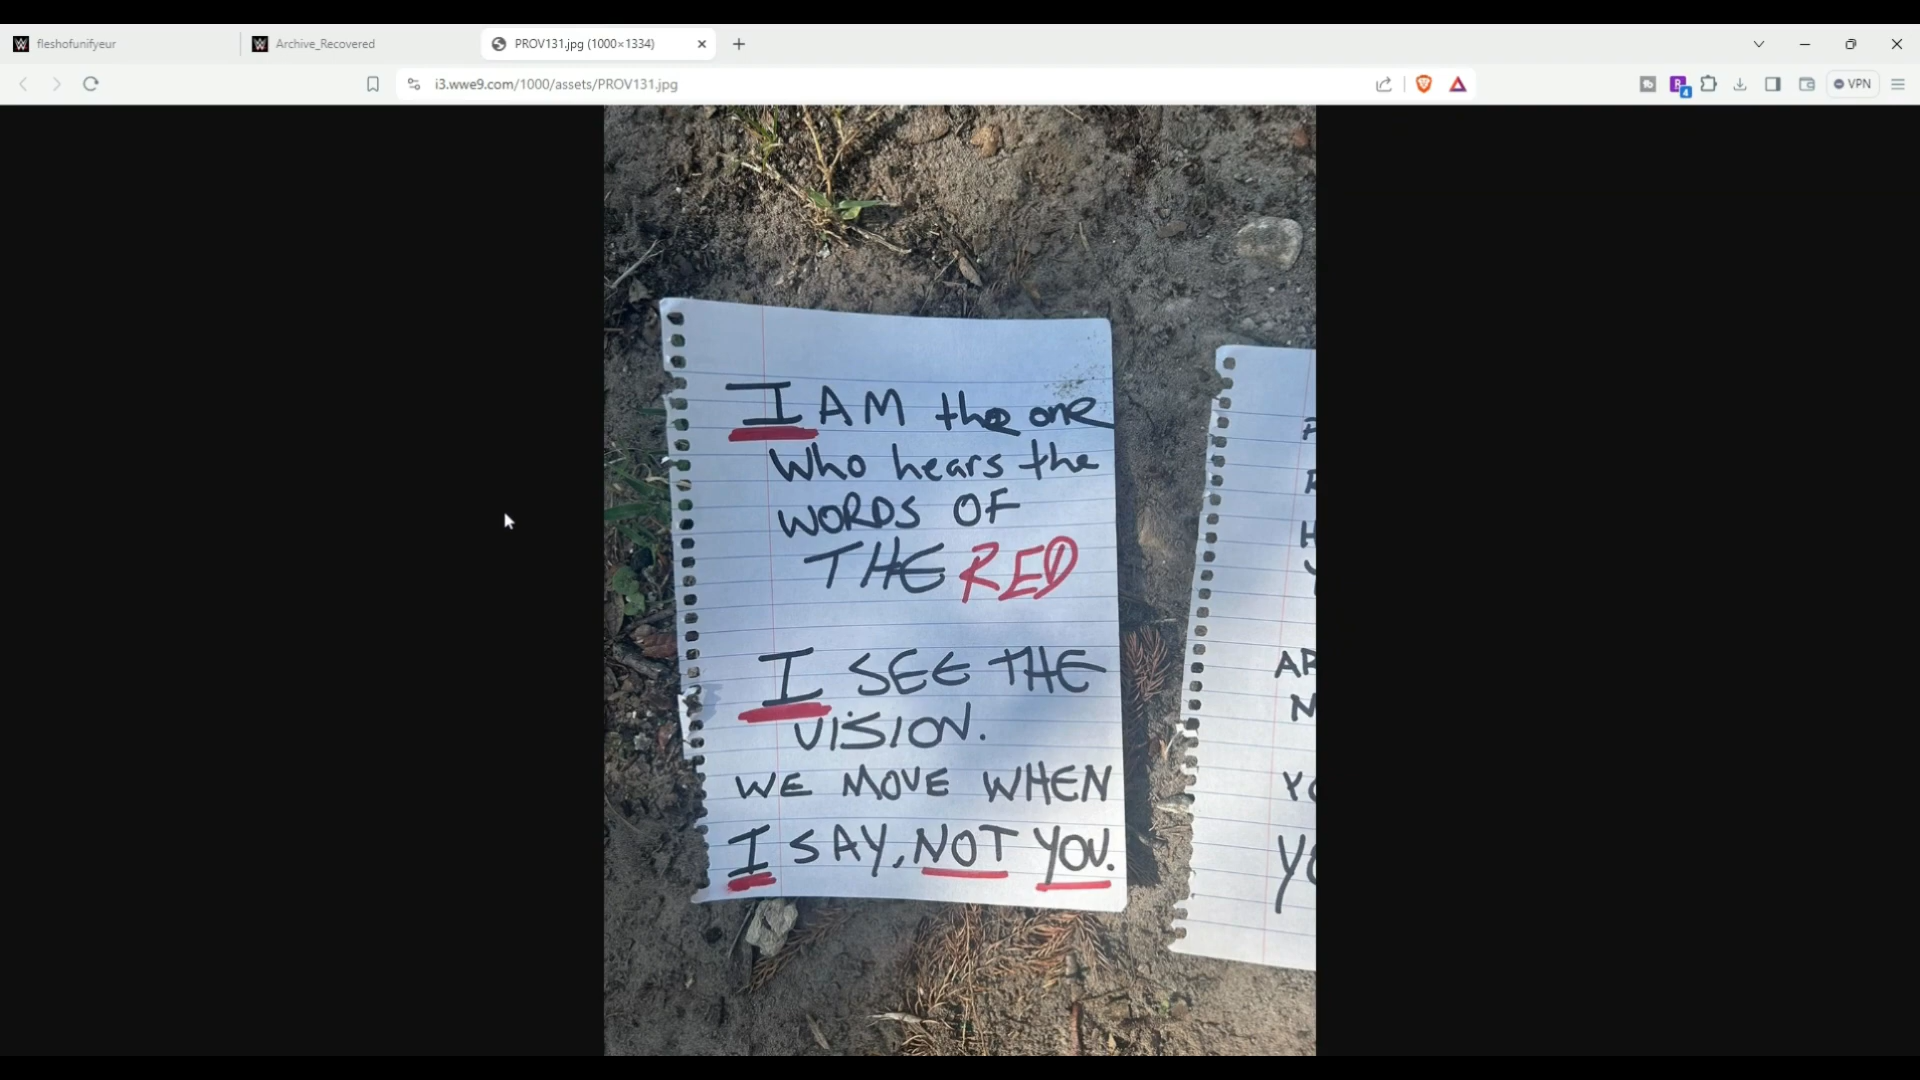 fleshofunifyeur
Archive_Recovered
PROV131.jpg (1000×1334)
i3.wwe9.com/1000/assets/PROV131.jpg
VPN
4
I AM the one
who hears the
WORDS OF
THE RED
I SEE THE
VISION.
WE MOVE WHEN
I SAY, NOT YOU.